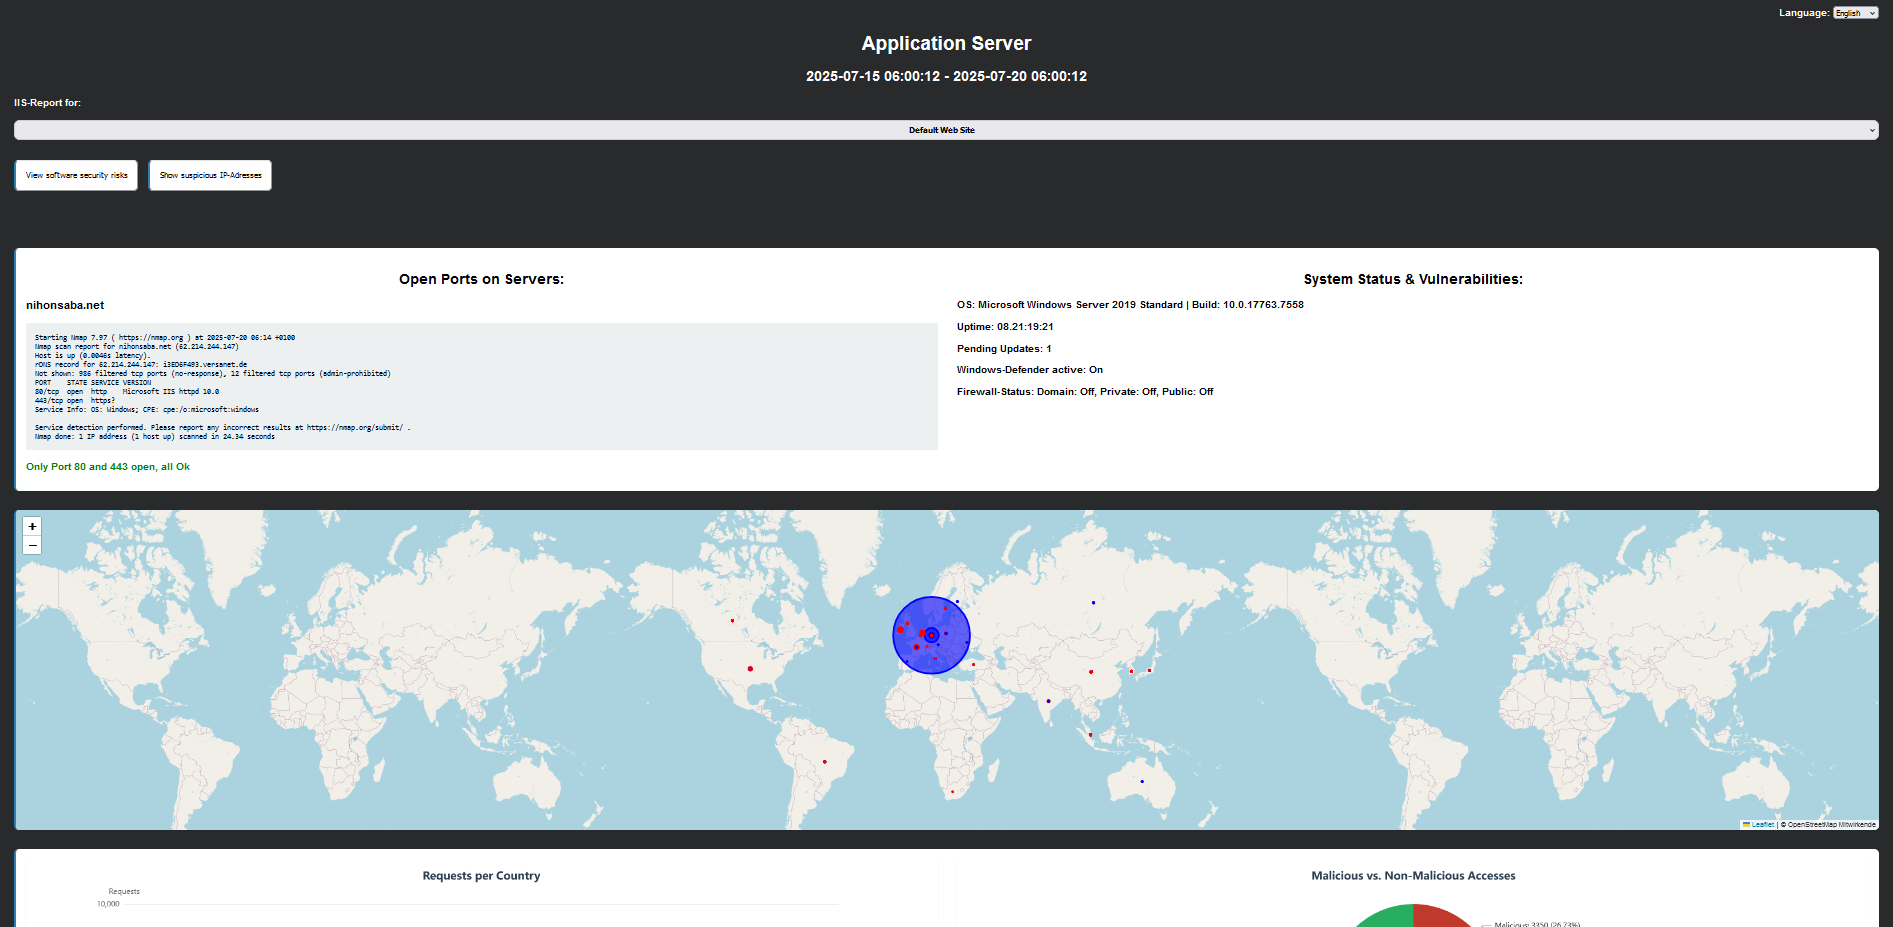 Language: English
Application Server
2025-07-15 06:00:12 - 2025-07-20 06:00:12
IIS-Report for:
Default Web Site
View software security risks
Show suspicious IP-Adresses
Open Ports on Servers:
nihonsaba.net
Starting Nmap 7.97 ( https://nmap.org ) at 2025-07-20 06:14 +0100
Nmap scan report for nihonsaba.net (62.214.244.147)
Host is up (0.0046s latency).
rDNS record for 62.214.244.147: i3ED6F493.versanet.de
Not shown: 986 filtered tcp ports (no-response), 12 filtered tcp ports (admin-prohibited)
PORT    STATE SERVICE VERSION
80/tcp  open  http    Microsoft IIS httpd 10.0
443/tcp open  https?
Service Info: OS: Windows; CPE: cpe:/o:microsoft:windows
Service detection performed. Please report any incorrect results at https://nmap.org/submit/ .
Nmap done: 1 IP address (1 host up) scanned in 24.34 seconds
Only Port 80 and 443 open, all Ok
System Status & Vulnerabilities:
OS: Microsoft Windows Server 2019 Standard | Build: 10.0.17763.7558
Uptime: 08.21:19:21
Pending Updates: 1
Windows-Defender active: On
Firewall-Status: Domain: Off, Private: Off, Public: Off
+
−
Leaflet | © OpenStreetMap Mitwirkende
Requests per Country
Requests
10,000
Malicious vs. Non-Malicious Accesses
Malicious: 3350 (26.73%)